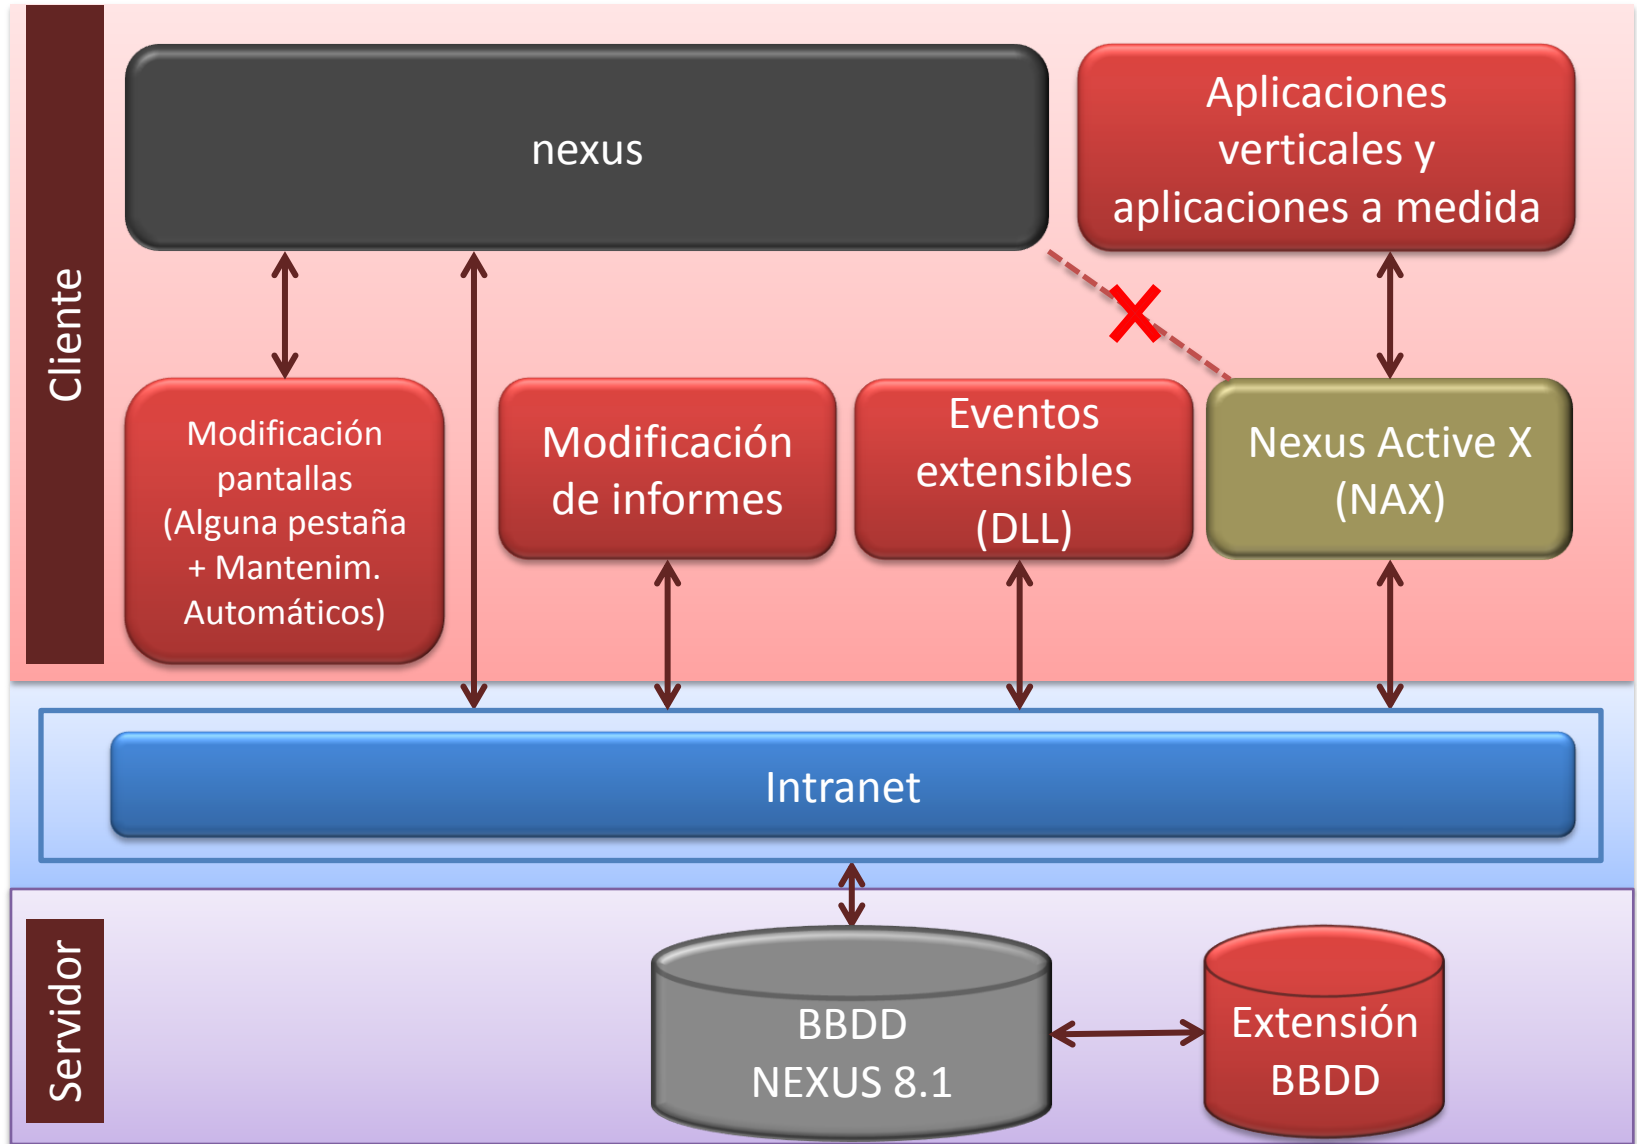 Cliente
nexus
Aplicaciones
verticales y
aplicaciones a medida
Modificación
pantallas
(Alguna pestaña
+ Mantenim.
Automáticos)
Modificación
de informes
Eventos
extensibles
(DLL)
Nexus Active X
(NAX)
Intranet
Servidor
BBDD
NEXUS 8.1
Extensión
BBDD